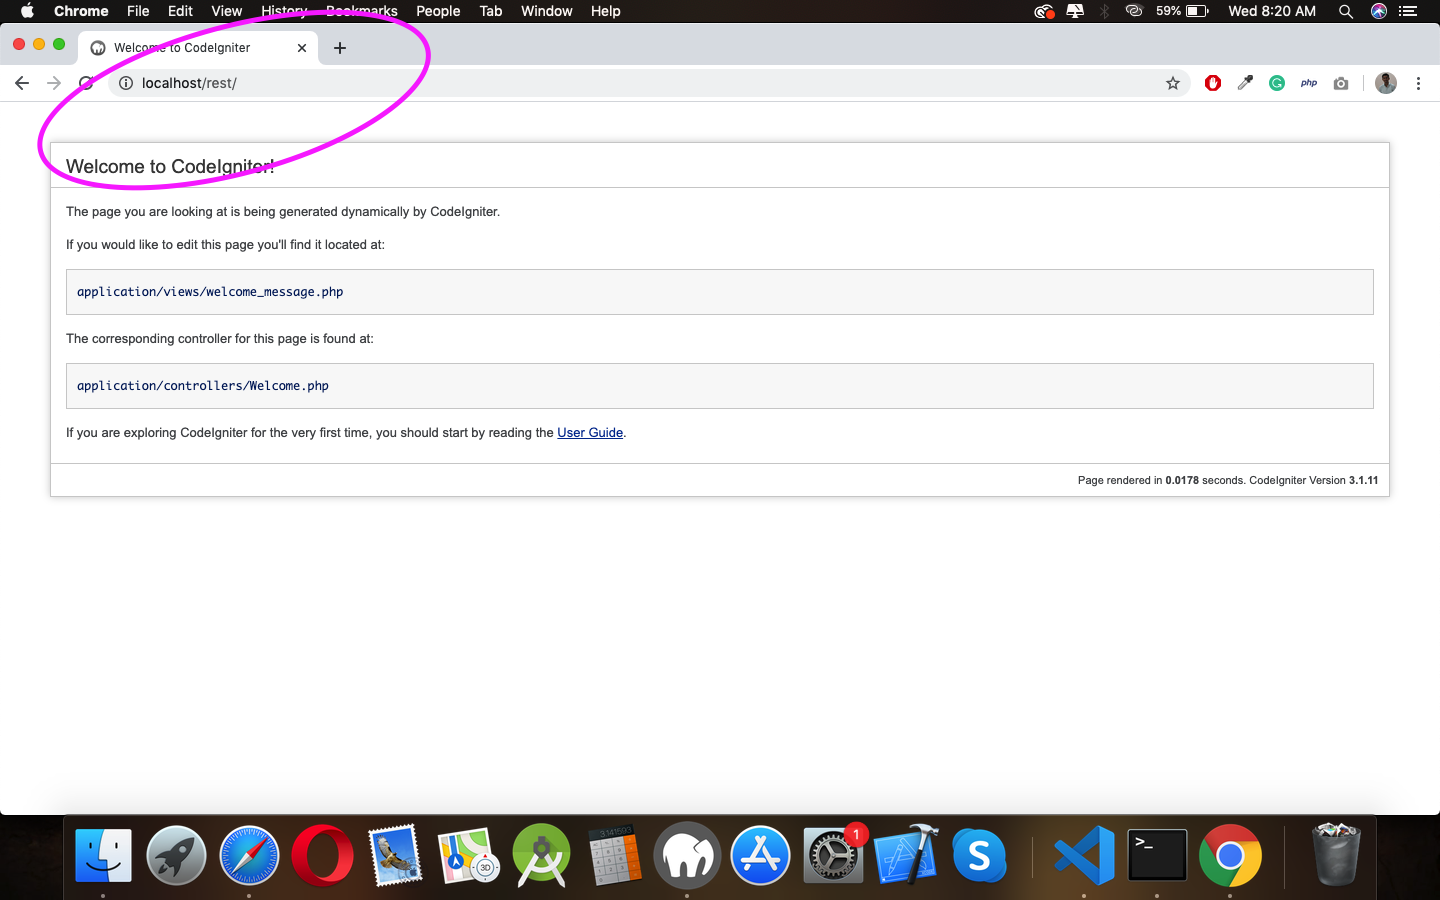 Chrome File Edit View History Bookmarks People Tab Window Help 59% Wed 8:20 AM
Welcome to CodeIgniter
localhost/rest/ php
Welcome to CodeIgniter!
The page you are looking at is being generated dynamically by CodeIgniter.
If you would like to edit this page you'll find it located at:
application/views/welcome_message.php
The corresponding controller for this page is found at:
application/controllers/Welcome.php
If you are exploring CodeIgniter for the very first time, you should start by reading the User Guide.
Page rendered in 0.0178 seconds. CodeIgniter Version 3.1.11
3.141593
1
3D
S
>_